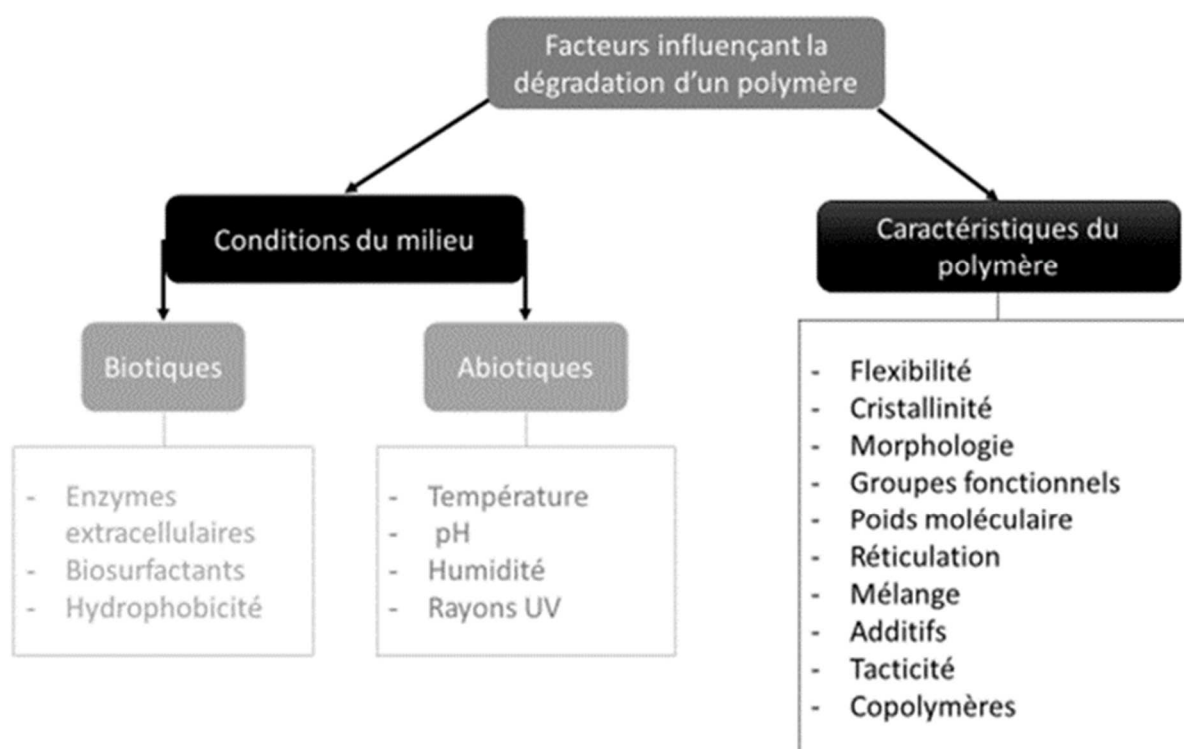 Facteurs influençant la
dégradation d'un polymère
Conditions du milieu
Caractéristiques du
polymère
Biotiques
Abiotiques
- Enzymes
extracellulaires
- Biosurfactants
- Hydrophobicité
- Température
- pH
- Humidité
- Rayons UV
- Flexibilité
- Cristallinité
- Morphologie
- Groupes fonctionnels
- Poids moléculaire
- Réticulation
- Mélange
- Additifs
- Tacticité
- Copolymères